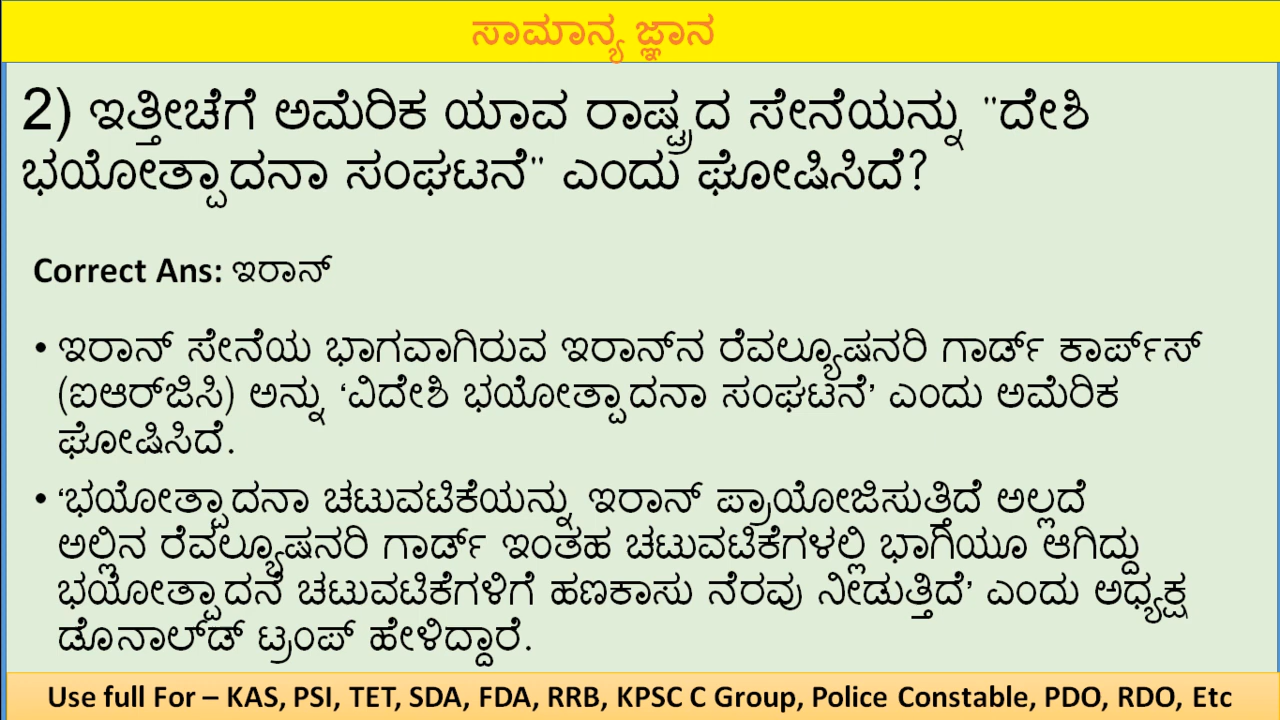 ಸಾಮಾನ್ಯ ಜ್ಞಾನ
2) ಇತ್ತೀಚೆಗೆ ಅಮೆರಿಕ ಯಾವ ರಾಷ್ಟ್ರದ ಸೇನೆಯನ್ನು "ದೇಶಿ
ಭಯೋತ್ಪಾದನಾ ಸಂಘಟನೆ" ಎಂದು ಘೋಷಿಸಿದೆ?
Correct Ans: ಇರಾನ್
• ಇರಾನ್ ಸೇನೆಯ ಭಾಗವಾಗಿರುವ ಇರಾನ್‌ನ ರೆವಲ್ಯೂಷನರಿ ಗಾರ್ಡ್ ಕಾರ್ಪ್ಸ್
(ಐಆರ್‌ಜಿಸಿ) ಅನ್ನು ‘ವಿದೇಶಿ ಭಯೋತ್ಪಾದನಾ ಸಂಘಟನೆ’ ಎಂದು ಅಮೆರಿಕ
ಘೋಷಿಸಿದೆ.
• ‘ಭಯೋತ್ಪಾದನಾ ಚಟುವಟಿಕೆಯನ್ನು ಇರಾನ್ ಪ್ರಾಯೋಜಿಸುತ್ತಿದೆ ಅಲ್ಲದೆ
ಅಲ್ಲಿನ ರೆವಲ್ಯೂಷನರಿ ಗಾರ್ಡ್ ಇಂತಹ ಚಟುವಟಿಕೆಗಳಲ್ಲಿ ಭಾಗಿಯೂ ಆಗಿದ್ದು
ಭಯೋತ್ಪಾದನೆ ಚಟುವಟಿಕೆಗಳಿಗೆ ಹಣಕಾಸು ನೆರವು ನೀಡುತ್ತಿದೆ’ ಎಂದು ಅಧ್ಯಕ್ಷ
ಡೊನಾಲ್ಡ್ ಟ್ರಂಪ್ ಹೇಳಿದ್ದಾರೆ.
Use full For – KAS, PSI, TET, SDA, FDA, RRB, KPSC C Group, Police Constable, PDO, RDO, Etc